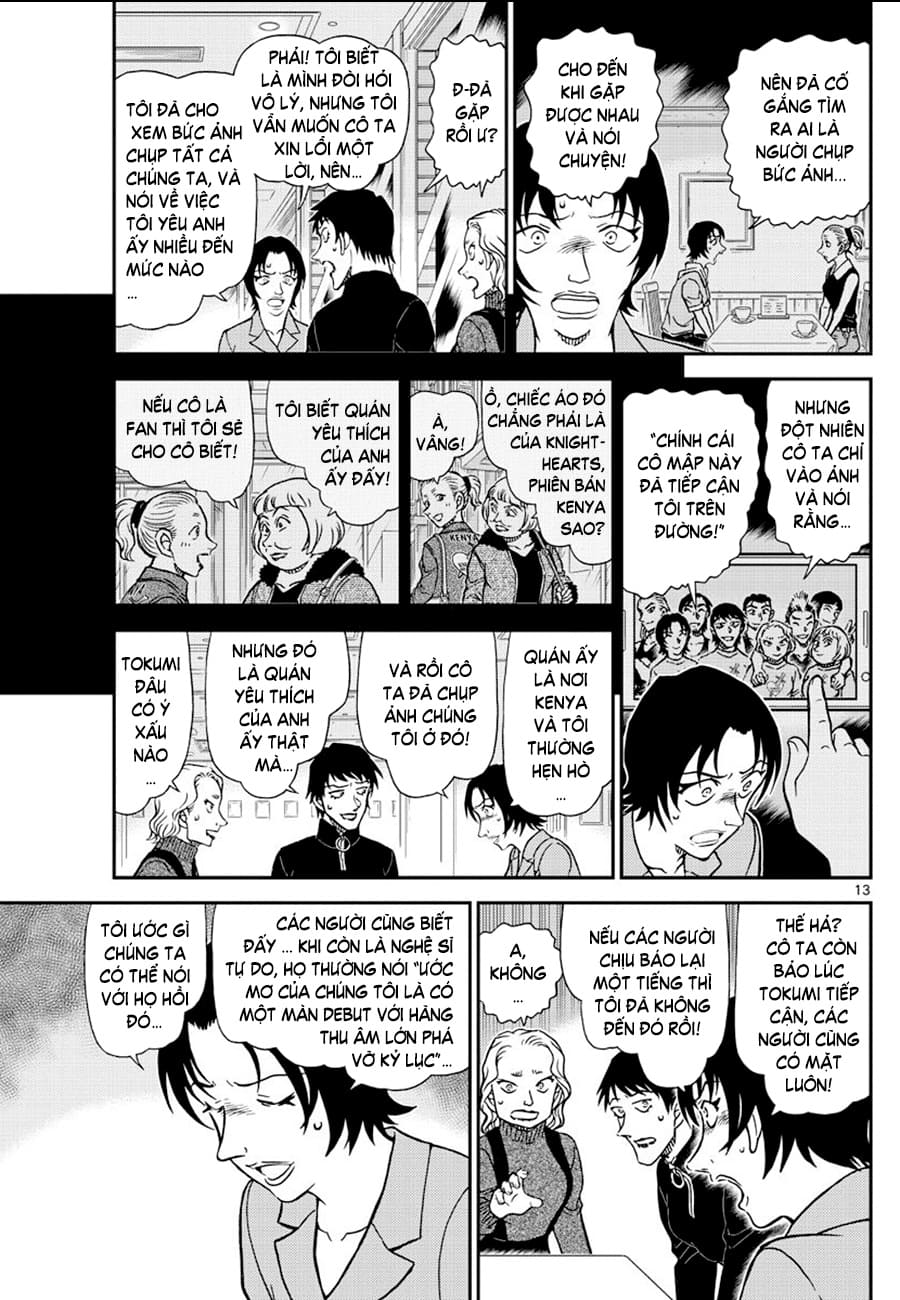 NÊN ĐÃ CỐ
GẮNG TÌM
RA AI LÀ
NGƯỜI CHỤP
BỨC ẢNH...
CHO ĐẾN
KHI GẶP
ĐƯỢC NHAU
VÀ NÓI
CHUYỆN!
Đ-ĐÃ
GẶP
RỒI Ư?
PHẢI! TÔI BIẾT
LÀ MÌNH ĐÒI HỎI
VÔ LÝ, NHƯNG TÔI
VẪN MUỐN CÔ TA
XIN LỖI MỘT
LỜI, NÊN...
TÔI ĐÃ CHO
XEM BỨC ẢNH
CHỤP TẤT CẢ
CHÚNG TA, VÀ
NÓI VỀ VIỆC
TÔI YÊU ANH
ẤY NHIỀU ĐẾN
MỨC NÀO
...
NHƯNG
ĐỘT NHIÊN
CÔ TA CHỈ
VÀO ẢNH
VÀ NÓI
RẰNG...
"CHÍNH CÁI
CÔ MẬP NÀY
ĐÃ TIẾP CẬN
TÔI TRÊN
ĐƯỜNG!"
Ồ, CHIẾC ÁO ĐÓ
CHẲNG PHẢI LÀ
CỦA KNIGHT-
HEARTS,
PHIÊN BẢN
KENYA
SAO?
À,
VÂNG!
KENYA
TÔI BIẾT QUÁN
YÊU THÍCH
CỦA ANH
ẤY ĐẤY!
NẾU CÔ LÀ
FAN THÌ TÔI SẼ
CHO CÔ BIẾT!
QUÁN ẤY
LÀ NƠI
KENYA
VÀ TÔI
THƯỜNG
HẸN HÒ
...
VÀ RỒI CÔ
TA ĐÃ CHỤP
ẢNH CHÚNG
TÔI Ở ĐÓ!
NHƯNG ĐÓ
LÀ QUÁN
YÊU THÍCH
CỦA ANH
ẤY THẬT
MÀ...
TOKUMI
ĐÂU
CÓ Ý
XẤU
NÀO
...
13
THẾ HẢ?
CÔ TA CÒN
BẢO LÚC
TOKUMI TIẾP
CẬN, CÁC
NGƯỜI CŨNG
CÓ MẶT
LUÔN!
NẾU CÁC NGƯỜI
CHỊU BẢO LẠI
MỘT TIẾNG THÌ
TÔI ĐÃ KHÔNG
ĐẾN ĐÓ RỒI!
A,
KHÔNG
...
CÁC NGƯỜI CŨNG BIẾT
ĐẤY ... KHI CÒN LÀ NGHỆ SĨ
TỰ DO, HỌ THƯỜNG NÓI "ƯỚC
MƠ CỦA CHÚNG TÔI LÀ CÓ
MỘT MÀN DEBUT VỚI HÃNG
THU ÂM LỚN PHÁ
VỠ KỶ LỤC"...
TÔI ƯỚC GÌ
CHÚNG TA
CÓ THỂ NÓI
VỚI HỌ HỒI
ĐÓ...